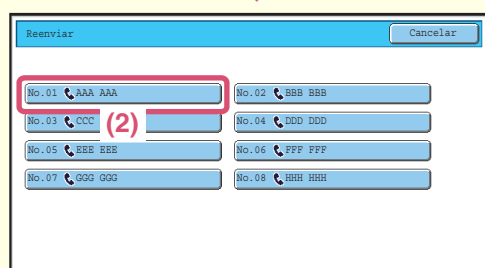 Reenviar Cancelar
No.01 AAA AAA No.02 BBB BBB
No.03 CCC (2) No.04 DDD DDD
No.05 EEE EEE No.06 FFF FFF
No.07 GGG GGG No.08 HHH HHH